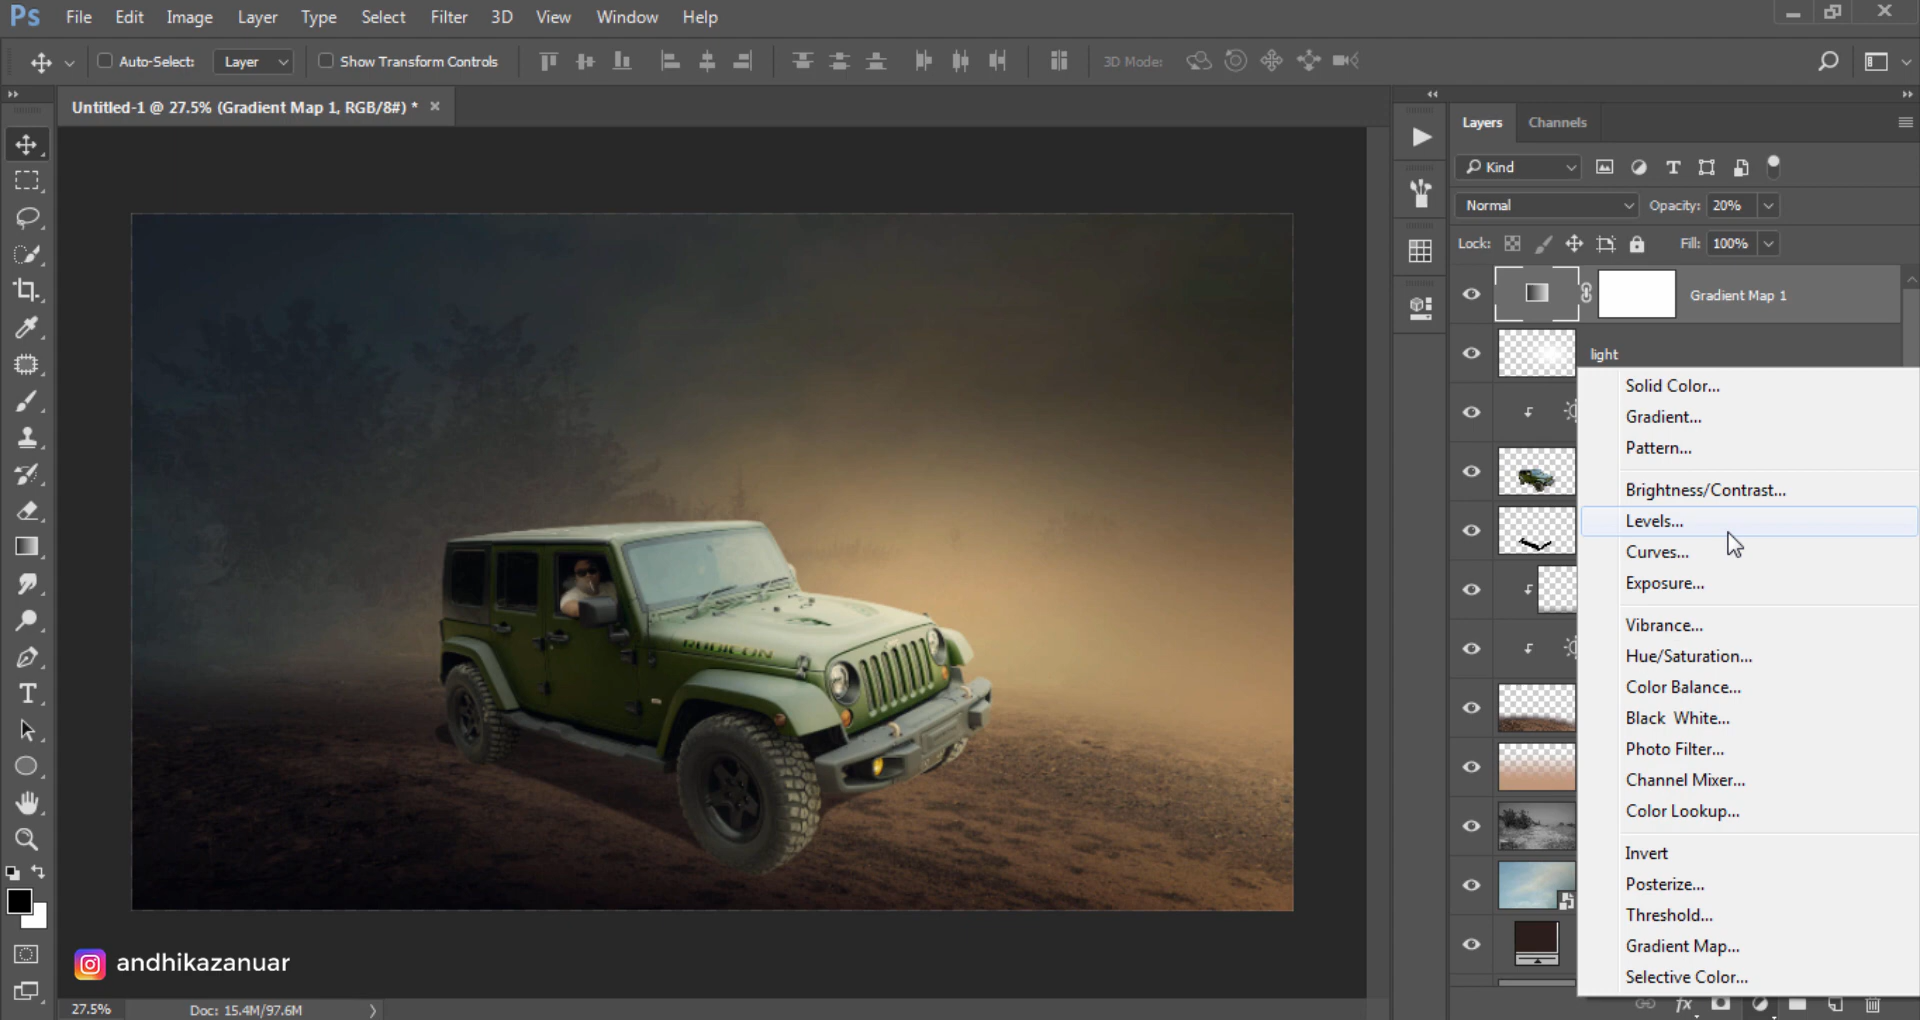 Ps File Edit Image Layer Type Select Filter 3D View Window Help
Auto-Select: Layer Show Transform Controls 3D Mode:
Untitled-1 @ 27.5% (Gradient Map 1, RGB/8#) *
Layers Channels
Kind
Normal Opacity: 20%
Lock: Fill: 100%
Gradient Map 1
light
Solid Color...
Gradient...
Pattern...
Brightness/Contrast...
Levels...
Curves...
Exposure...
Vibrance...
Hue/Saturation...
Color Balance...
Black White...
Photo Filter...
Channel Mixer...
Color Lookup...
Invert
Posterize...
Threshold...
Gradient Map...
Selective Color...
RUBICON
andhikazanuar
27.5% Doc: 15.4M/97.6M
fx